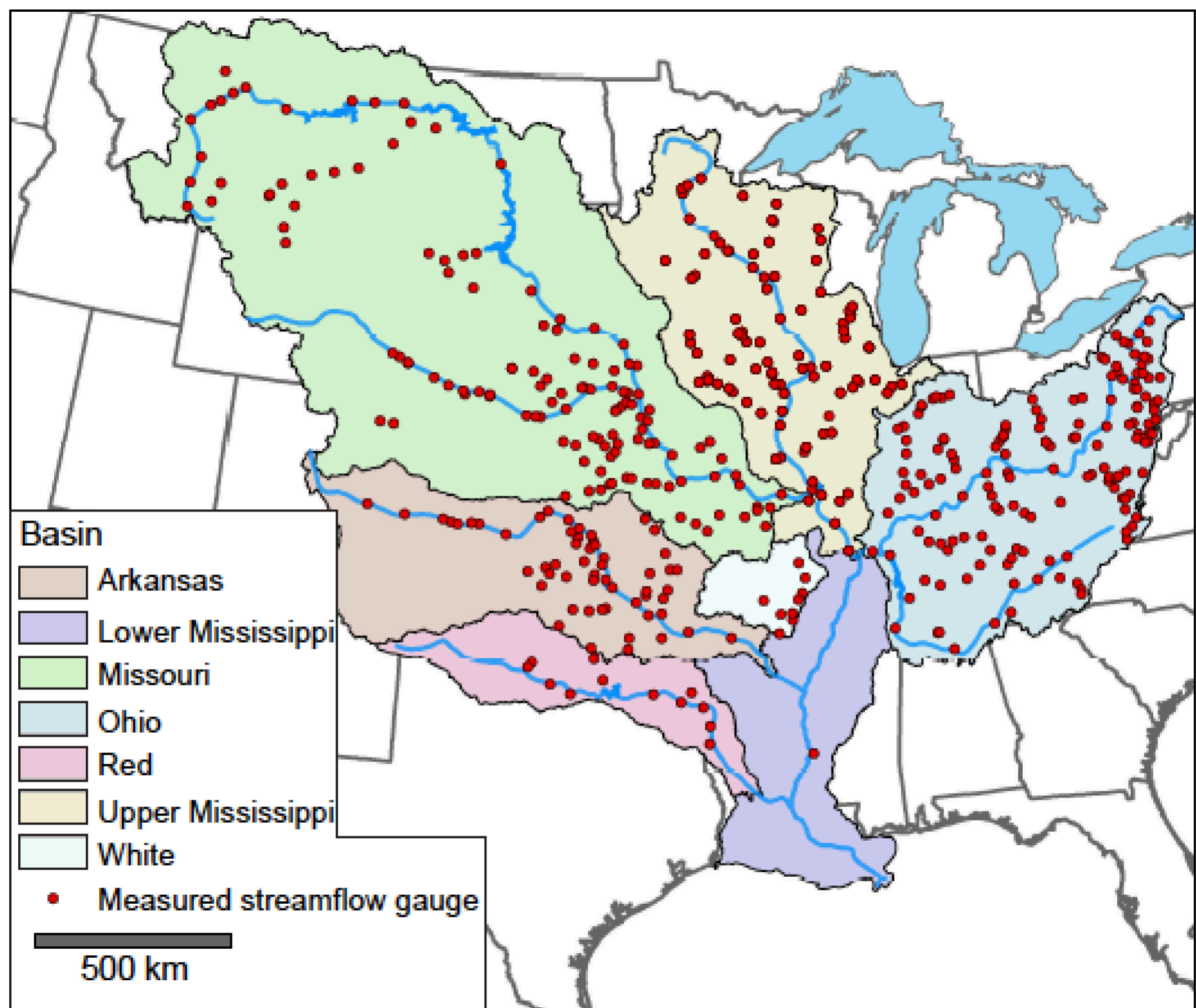 Basin
Arkansas
Lower Mississippi
Missouri
Ohio
Red
Upper Mississippi
White
Measured streamflow gauge
500 km